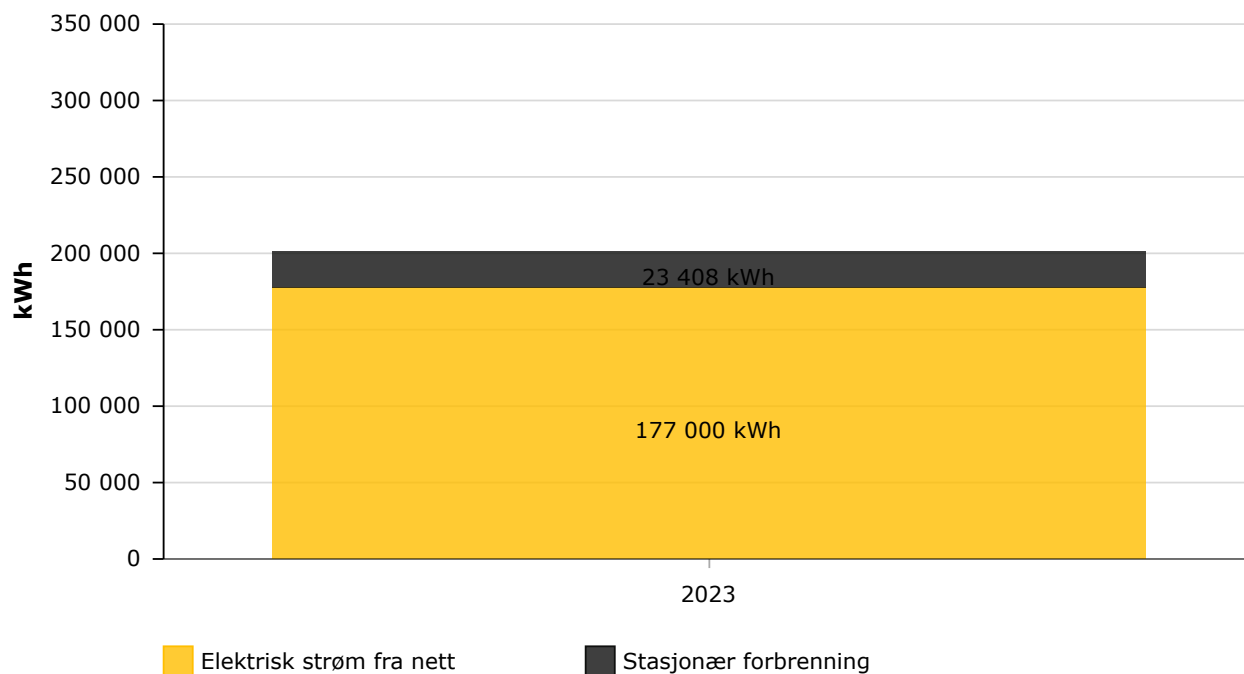 350 000
300 000
250 000
200 000
150 000
100 000
50 000
0
kWh
23 408 kWh
177 000 kWh
2023
Elektrisk strøm fra nett
Stasjonær forbrenning